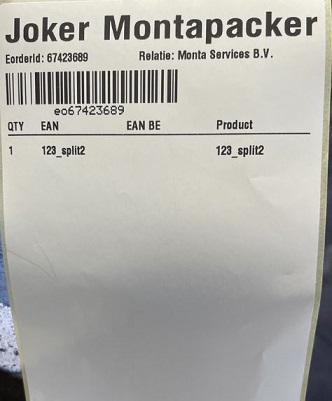 Joker Montapacker
EorderId: 67423689 Relatie: Monta Services B.V.
eo67423689
QTY EAN EAN BE Product
1 123_split2 123_split2